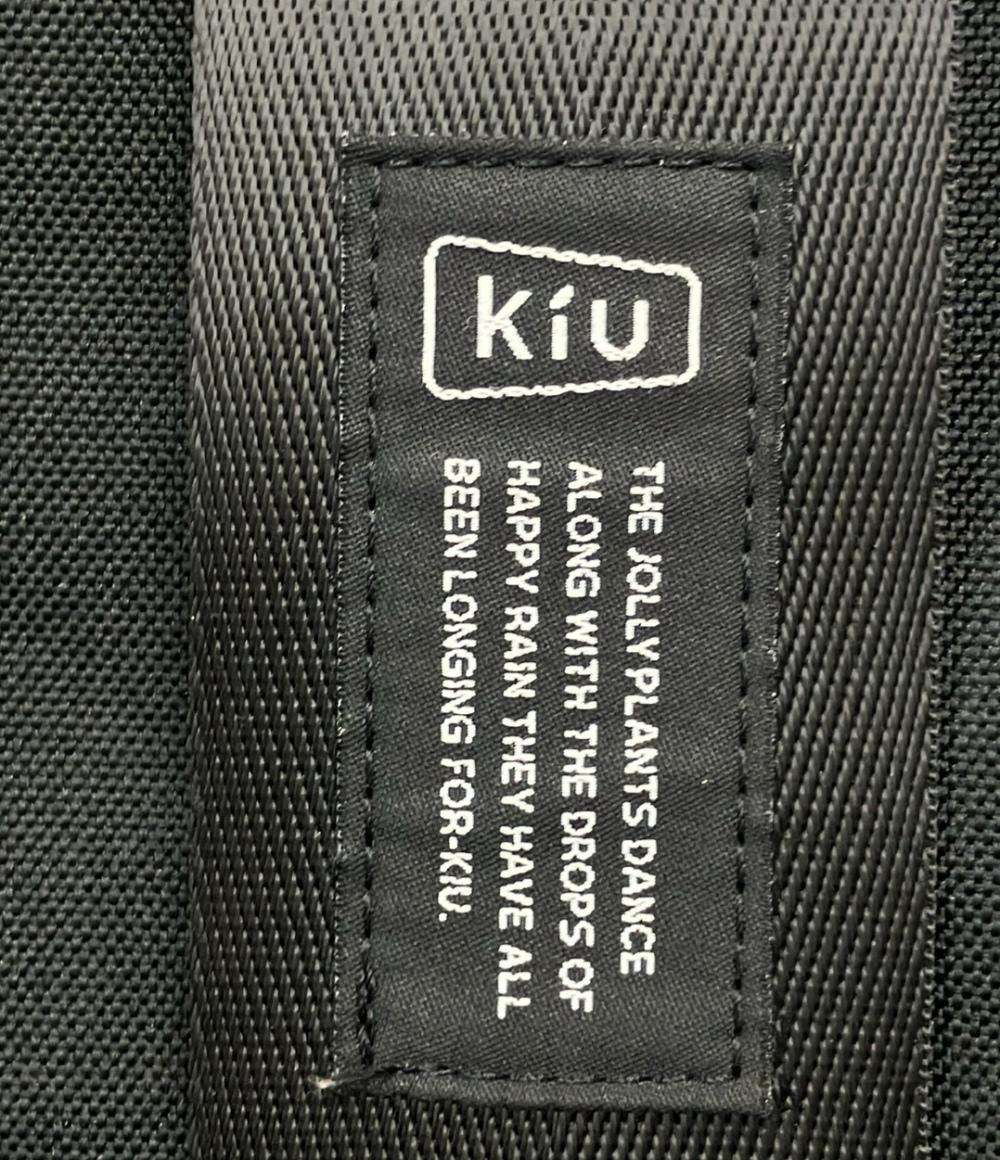 KiU
THE JOLLY PLANTS DANCE
ALONG WITH THE DROPS OF
HAPPY RAIN THEY HAVE ALL
BEEN LONGING FOR-KIU.